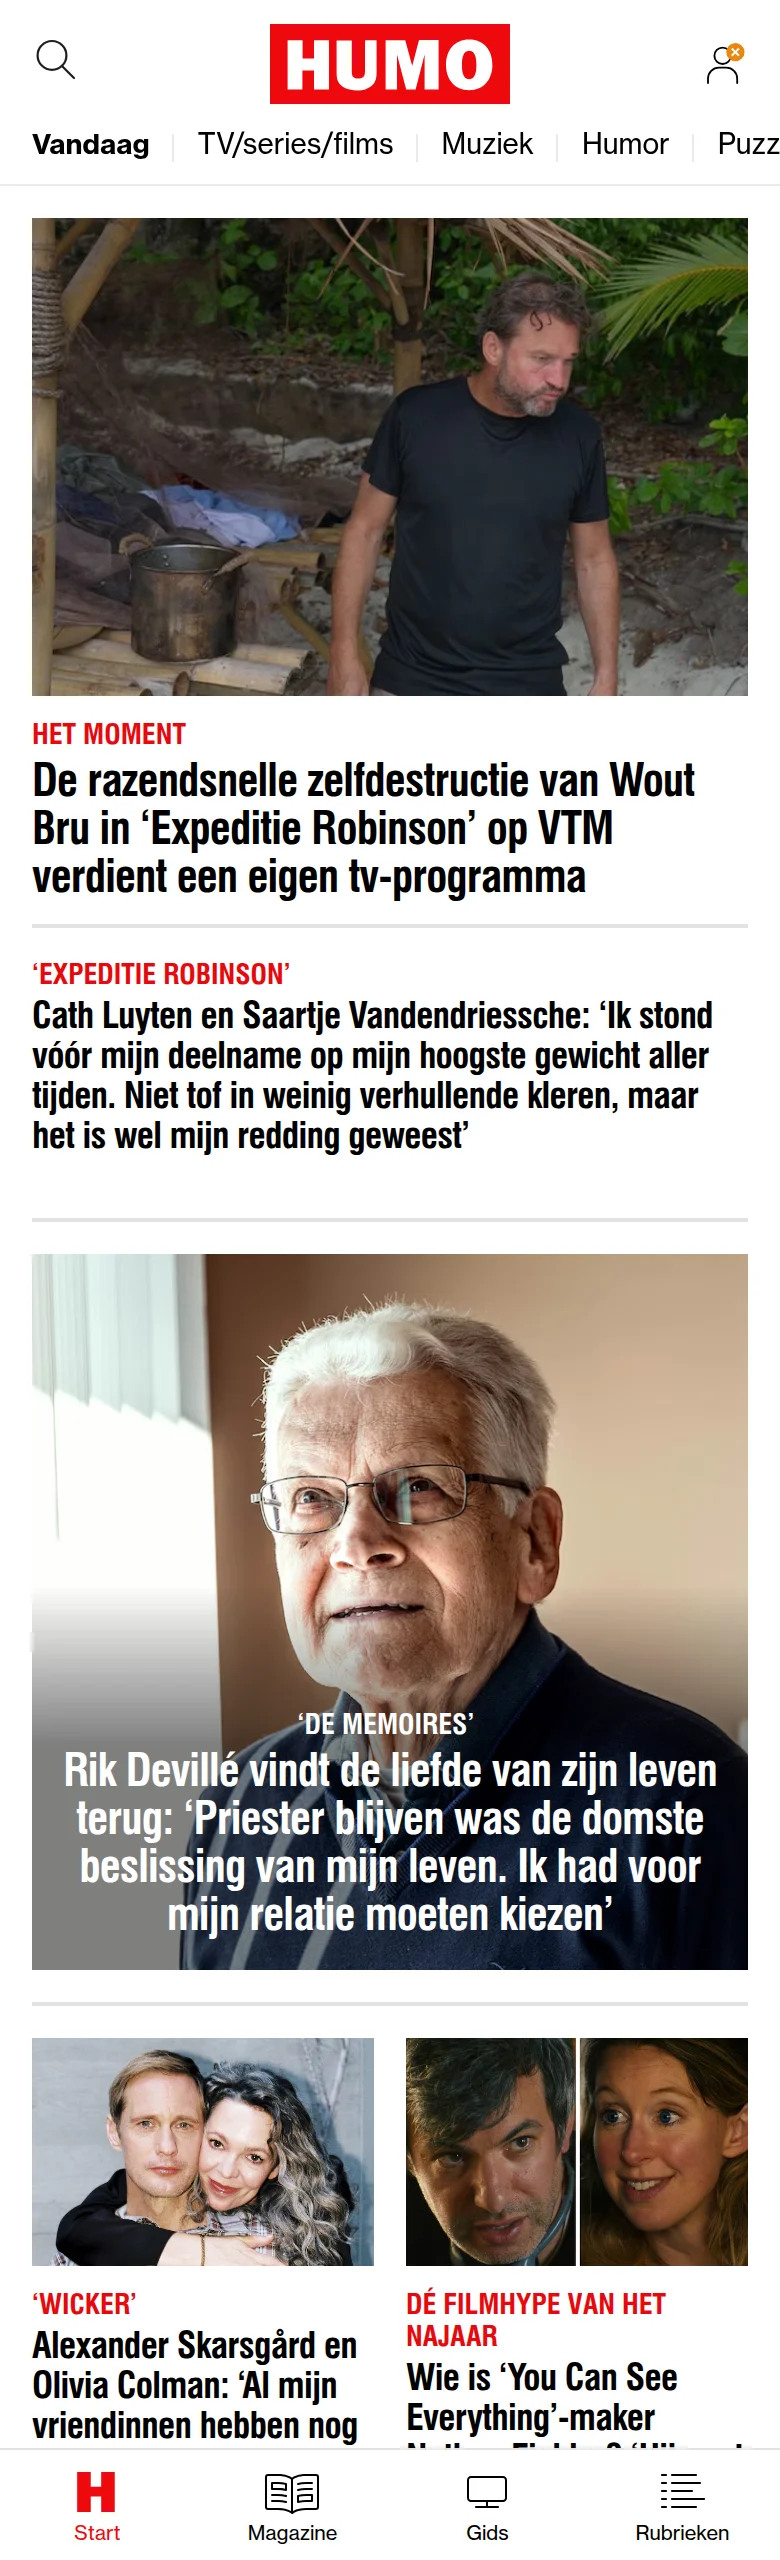 HUMO
Vandaag
TV/series/films
Muziek
Humor
Puzz
HET MOMENT
De razendsnelle zelfdestructie van Wout
Bru in ‘Expeditie Robinson’ op VTM
verdient een eigen tv-programma
‘EXPEDITIE ROBINSON’
Cath Luyten en Saartje Vandendriessche: ‘Ik stond
vóór mijn deelname op mijn hoogste gewicht aller
tijden. Niet tof in weinig verhullende kleren, maar
het is wel mijn redding geweest’
‘DE MEMOIRES’
Rik Devillé vindt de liefde van zijn leven
terug: ‘Priester blijven was de domste
beslissing van mijn leven. Ik had voor
mijn relatie moeten kiezen’
‘WICKER’
Alexander Skarsgård en
Olivia Colman: ‘Al mijn
vriendinnen hebben nog
DÉ FILMHYPE VAN HET
NAJAAR
Wie is ‘You Can See
Everything’-maker
H
Start
Magazine
Gids
Rubrieken